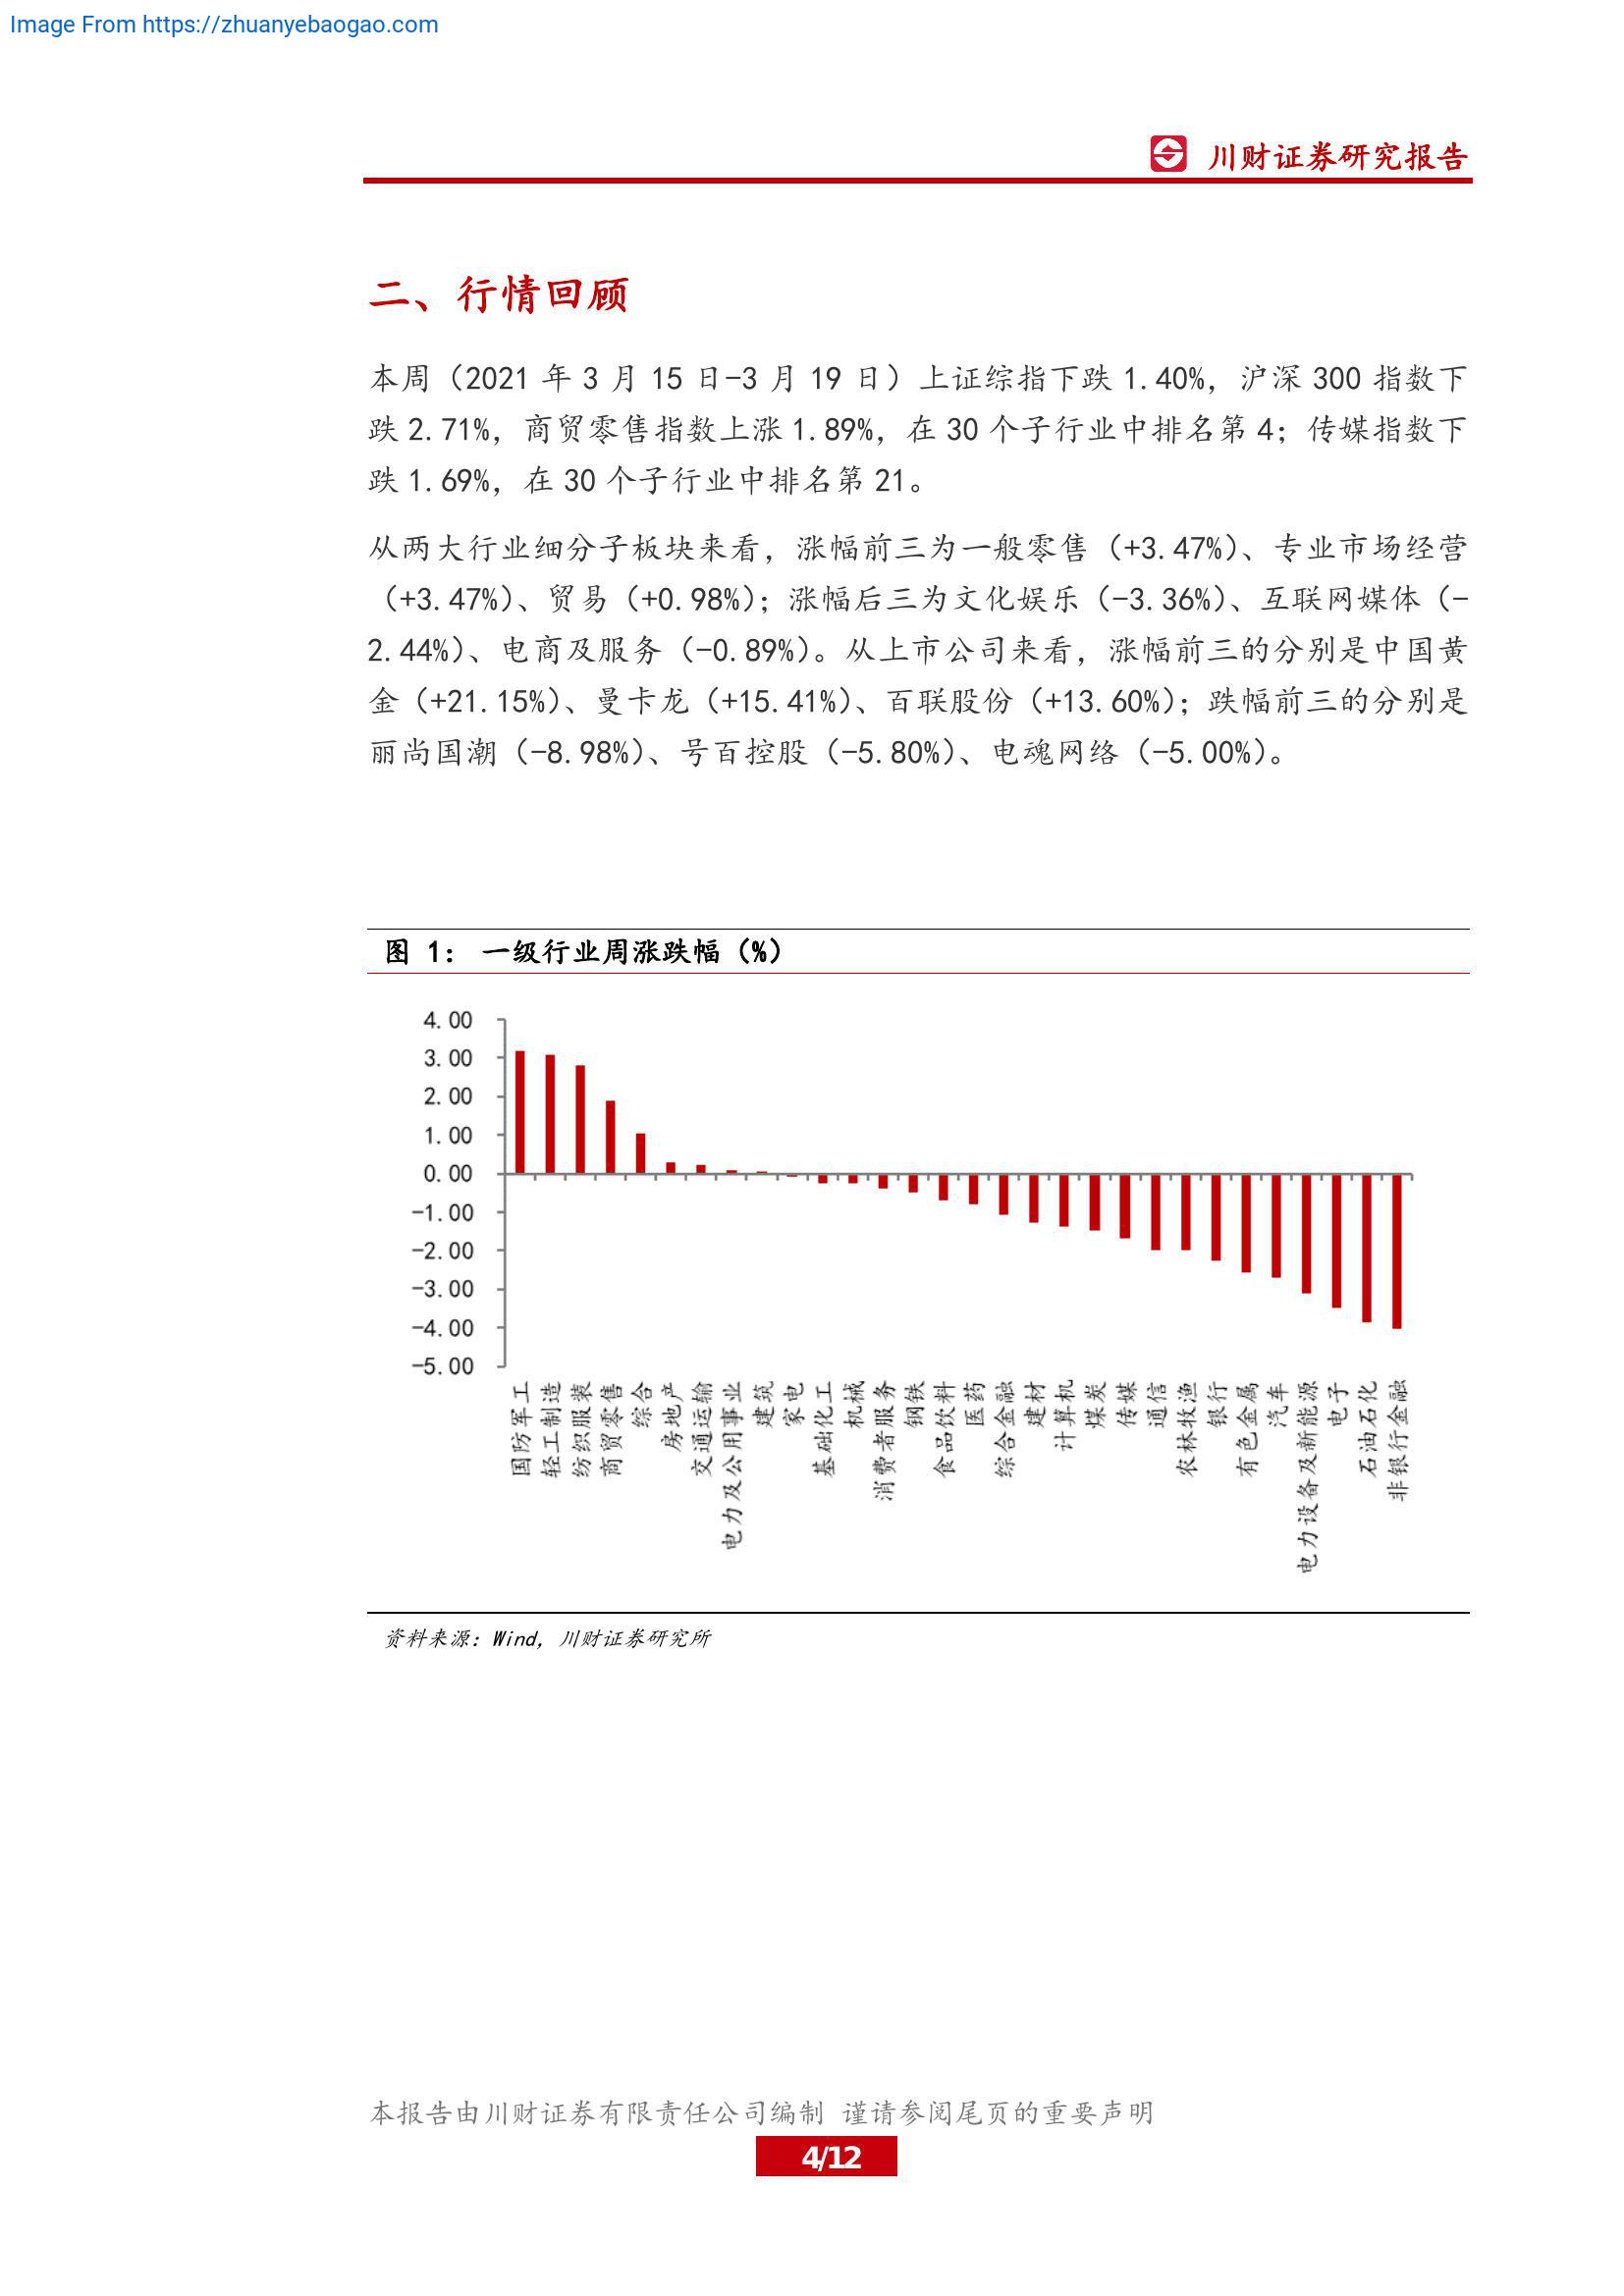 Image From https://zhuanyebaogao.com
川财证券研究报告
二、行情回顾
本周（2021 年 3 月 15 日-3 月 19 日）上证综指下跌 1.40%，沪深 300 指数下
跌 2.71%，商贸零售指数上涨 1.89%，在 30 个子行业中排名第 4；传媒指数下
跌 1.69%，在 30 个子行业中排名第 21。
从两大行业细分子板块来看，涨幅前三为一般零售（+3.47%）、专业市场经营
（+3.47%）、贸易（+0.98%）；涨幅后三为文化娱乐（-3.36%）、互联网媒体（-
2.44%）、电商及服务（-0.89%）。从上市公司来看，涨幅前三的分别是中国黄
金（+21.15%）、曼卡龙（+15.41%）、百联股份（+13.60%）；跌幅前三的分别是
丽尚国潮（-8.98%）、号百控股（-5.80%）、电魂网络（-5.00%）。
图 1： 一级行业周涨跌幅（%）
4.00
3.00
2.00
1.00
0.00
-1.00
-2.00
-3.00
-4.00
-5.00
国防军工
轻工制造
纺织服装
商贸零售
综合
房地产
交通运输
电力及公用事业
建筑
家电
基础化工
机械
消费者服务
钢铁
食品饮料
医药
综合金融
建材
计算机
煤炭
传媒
通信
农林牧渔
银行
有色金属
汽车
电力设备及新能源
电子
石油石化
非银行金融
资料来源：Wind，川财证券研究所
本报告由川财证券有限责任公司编制 谨请参阅尾页的重要声明
4/12